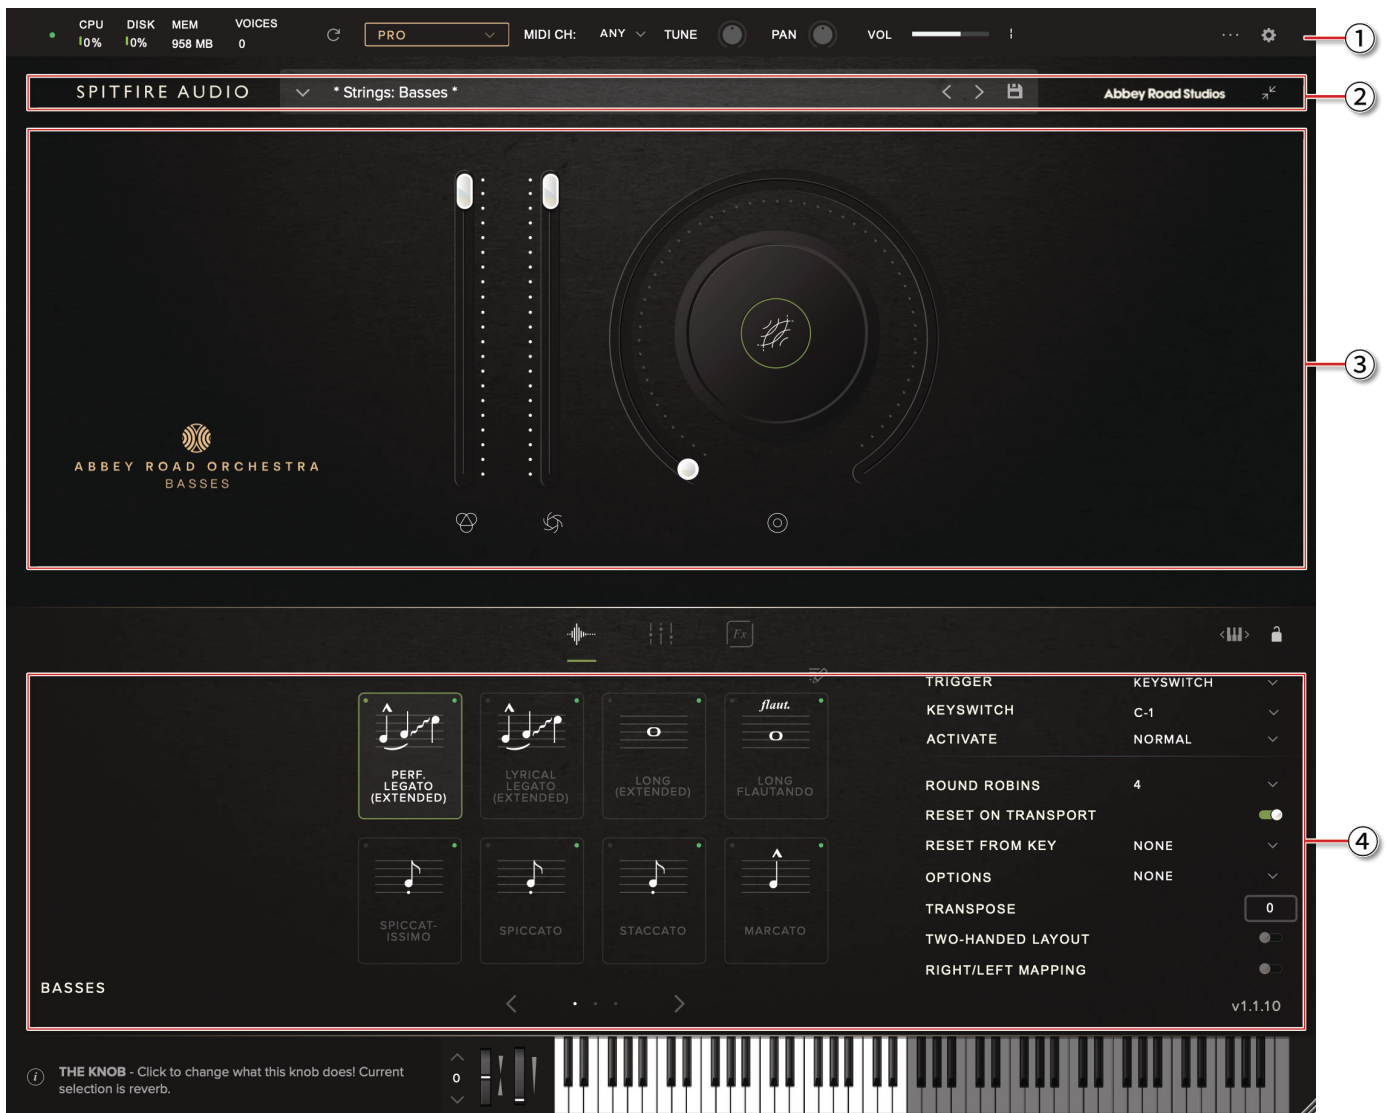 CPU DISK MEM VOICES
0% 0% 958 MB 0
PRO MIDI CH: ANY TUNE PAN VOL
1
SPITFIRE AUDIO * Strings: Basses * Abbey Road Studios
2
3
ABBEY ROAD ORCHESTRA
BASSES
Fx
TRIGGER KEYSWITCH
KEYSWITCH C-1
ACTIVATE NORMAL
flaut.
PERF.
LEGATO
(EXTENDED)
LYRICAL
LEGATO
(EXTENDED)
LONG
(EXTENDED)
LONG
FLAUTANDO
ROUND ROBINS 4
RESET ON TRANSPORT
RESET FROM KEY NONE
4
OPTIONS NONE
TRANSPOSE 0
TWO-HANDED LAYOUT
RIGHT/LEFT MAPPING
SPICCAT-
ISSIMO
SPICCATO
STACCATO
MARCATO
BASSES
v1.1.10
THE KNOB - Click to change what this knob does! Current
selection is reverb.
0